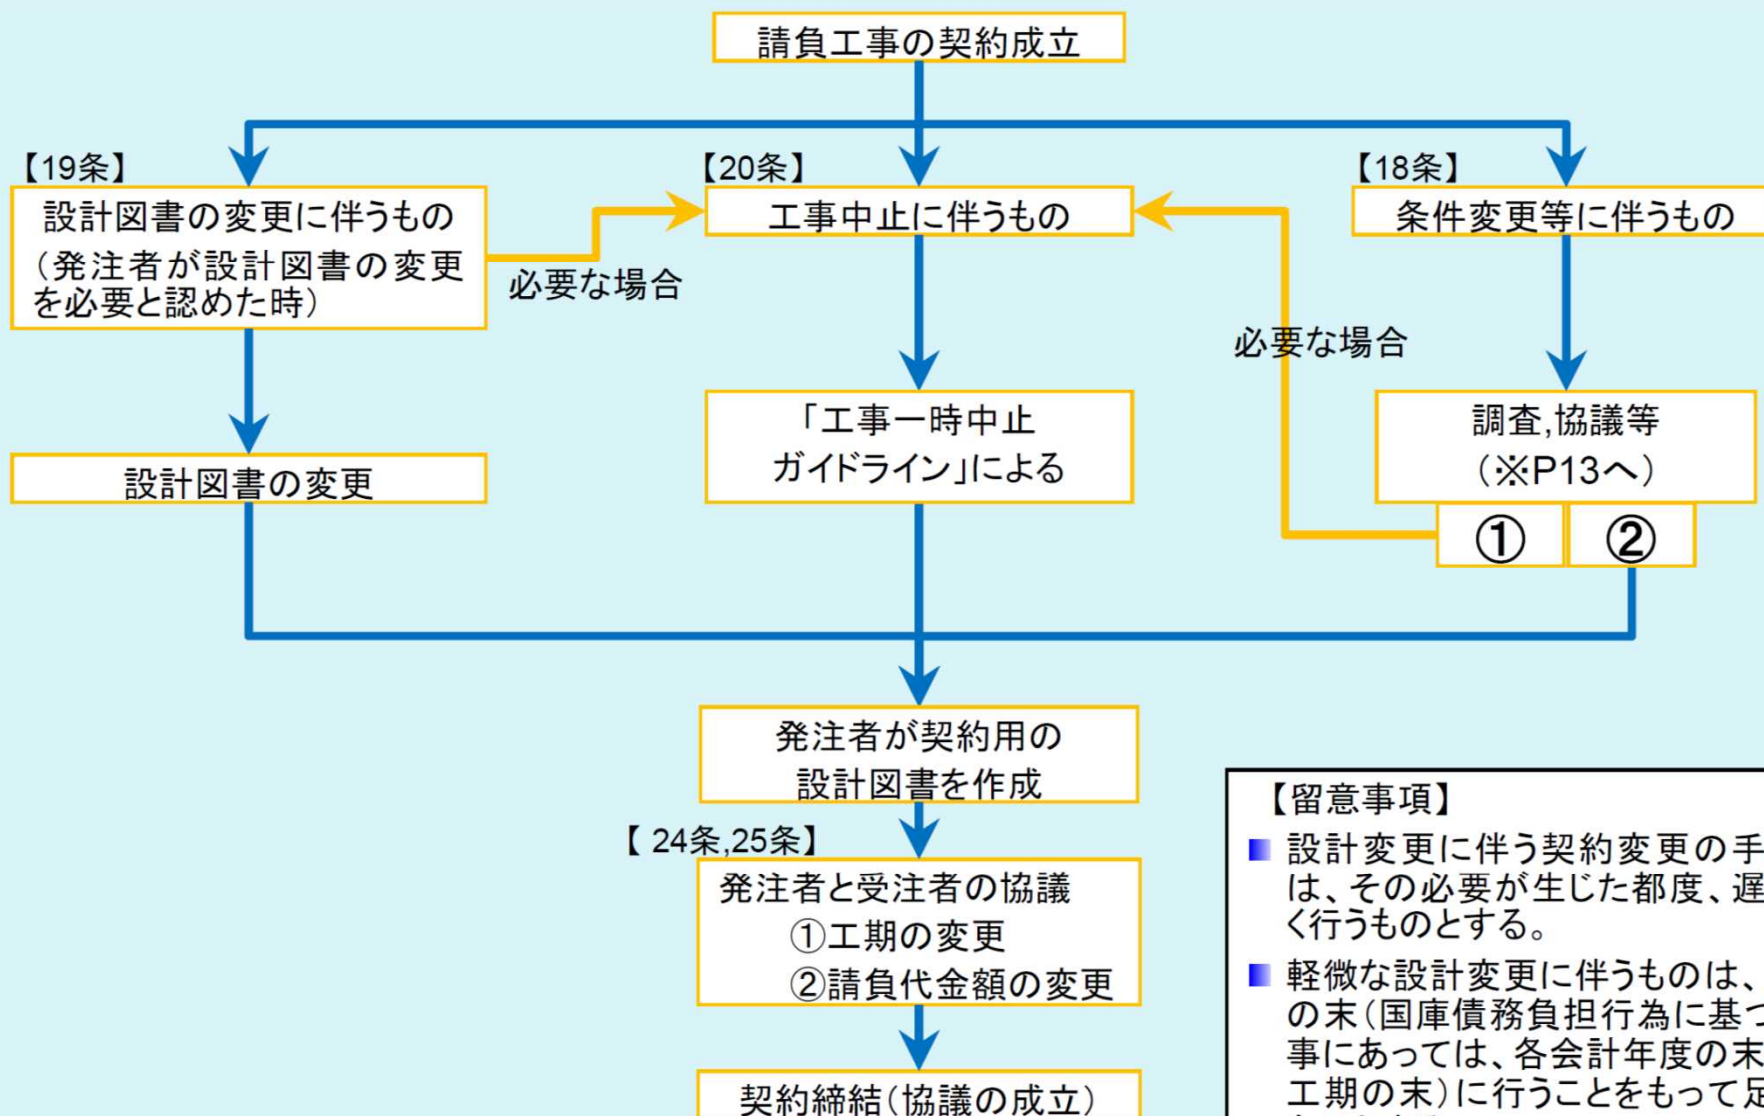 請負工事の契約成立
【19条】
設計図書の変更に伴うもの
（発注者が設計図書の変更
を必要と認めた時）
必要な場合
【20条】
工事中止に伴うもの
【18条】
条件変更等に伴うもの
必要な場合
設計図書の変更
「工事一時中止
ガイドライン」による
調査,協議等
（※P13へ）
①
②
発注者が契約用の
設計図書を作成
【 24条,25条】
発注者と受注者の協議
①工期の変更
②請負代金額の変更
契約締結（協議の成立）
【留意事項】
設計変更に伴う契約変更の手
は、その必要が生じた都度、遅
く行うものとする。
軽微な設計変更に伴うものは、
の末（国庫債務負担行為に基づ
事にあっては、各会計年度の末
工期の末）に行うことをもって足